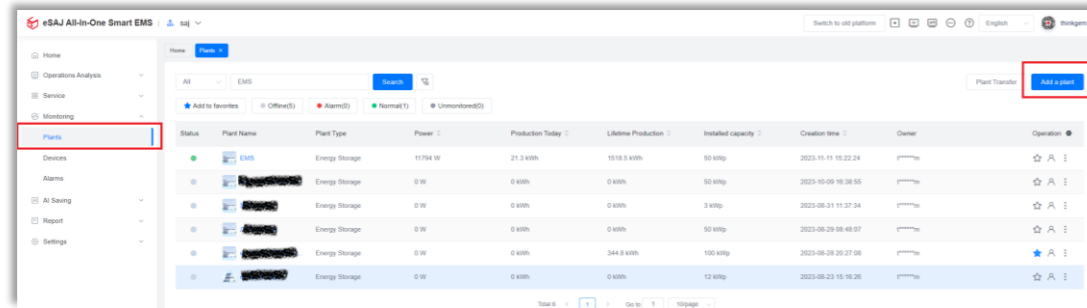 eSAJ All-In-One Smart EMS saj
Switch to old platform English thinkgem
Home
Operations Analysis
Service
Monitoring
Plants
Devices
Alarms
AI Saving
Report
Settings
Home Plants ×
All EMS Search
Plant Transfer Add a plant
Add to favorites Offline(5) Alarm(0) Normal(1) Unmonitored(0)
Status Plant Name Plant Type Power Production Today Lifetime Production Installed capacity Creation time Owner Operation
EMS Energy Storage 11794 W 21.3 kWh 1518.5 kWh 50 kWp 2023-11-11 15:22:24 t******m
Energy Storage 0 W 0 kWh 0 kWh 50 kWp 2023-10-09 16:38:55 t******m
Energy Storage 0 W 0 kWh 0 kWh 3 kWp 2023-08-31 11:37:34 t******m
Energy Storage 0 W 0 kWh 0 kWh 50 kWp 2023-08-29 08:48:07 t******m
Energy Storage 0 W 0 kWh 344.8 kWh 100 kWp 2023-08-28 20:27:08 t******m
Energy Storage 0 W 0 kWh 0 kWh 12 kWp 2023-08-23 15:16:26 t******m
Total 6 < 1 > Go to 1 10/page